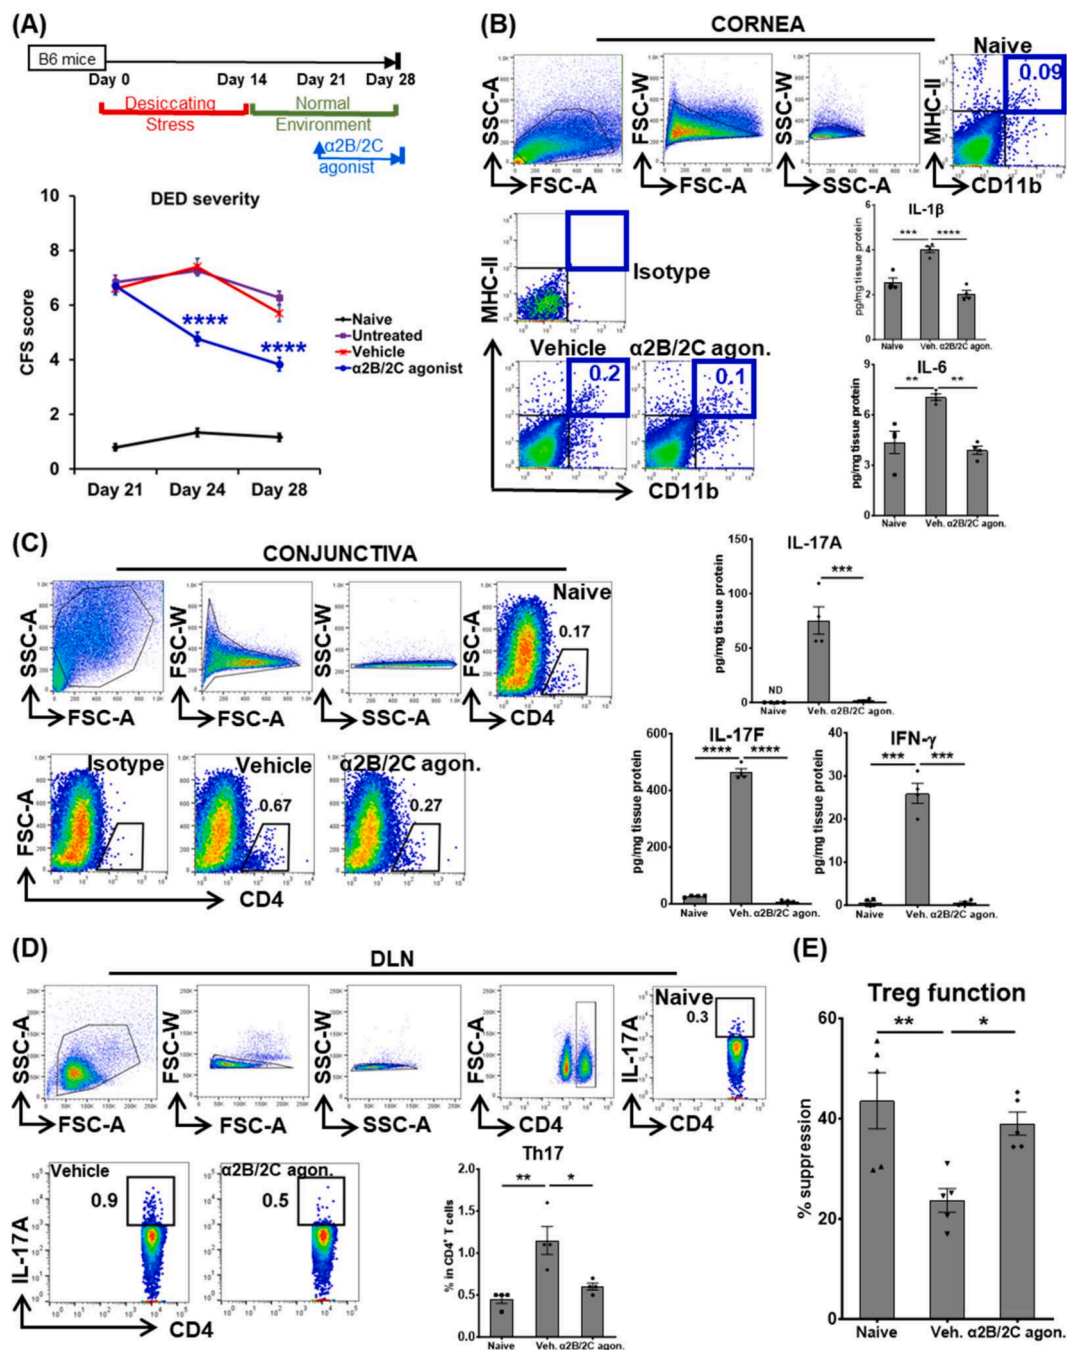 (A)
B6 mice
Day 0 Day 14 Day 21 Day 28
Desiccating Stress
Normal Environment
α2B/2C agonist
DED severity
CFS score
10
8
6
4
2
0
****
****
Naive
Untreated
Vehicle
α2B/2C agonist
Day 21 Day 24 Day 28
(B)
CORNEA
SSC-A
FSC-A
FSC-W
FSC-A
SSC-W
SSC-A
Naive
0.09
MHC-II
CD11b
MHC-II
Isotype
Vehicle
0.2
α2B/2C agon.
0.1
CD11b
IL-1β
pg/mg tissue protein
6
4
2
0
*** ****
Naive Veh. α2B/2C agon.
IL-6
pg/mg tissue protein
9
6
3
0
** **
Naive Veh. α2B/2C agon.
(C)
CONJUNCTIVA
SSC-A
FSC-A
FSC-W
FSC-A
SSC-W
SSC-A
Naive
0.17
FSC-A
CD4
Isotype
Vehicle
0.67
α2B/2C agon.
0.27
FSC-A
CD4
IL-17A
pg/mg tissue protein
150
100
50
0
***
ND
Naive Veh. α2B/2C agon.
IL-17F
pg/mg tissue protein
600
400
200
0
**** ****
Naive Veh. α2B/2C agon.
IFN-γ
pg/mg tissue protein
40
30
20
10
0
*** ***
Naive Veh. α2B/2C agon.
(D)
DLN
SSC-A
FSC-A
FSC-W
FSC-A
SSC-W
SSC-A
FSC-A
CD4
Naive
0.3
IL-17A
CD4
Vehicle
0.9
α2B/2C agon.
0.5
IL-17A
CD4
Th17
% in CD4⁺ T cells
2.0
1.5
1.0
0.5
0.0
** *
Naive Veh. α2B/2C agon.
(E)
Treg function
% suppression
60
40
20
0
** *
Naive Veh. α2B/2C agon.